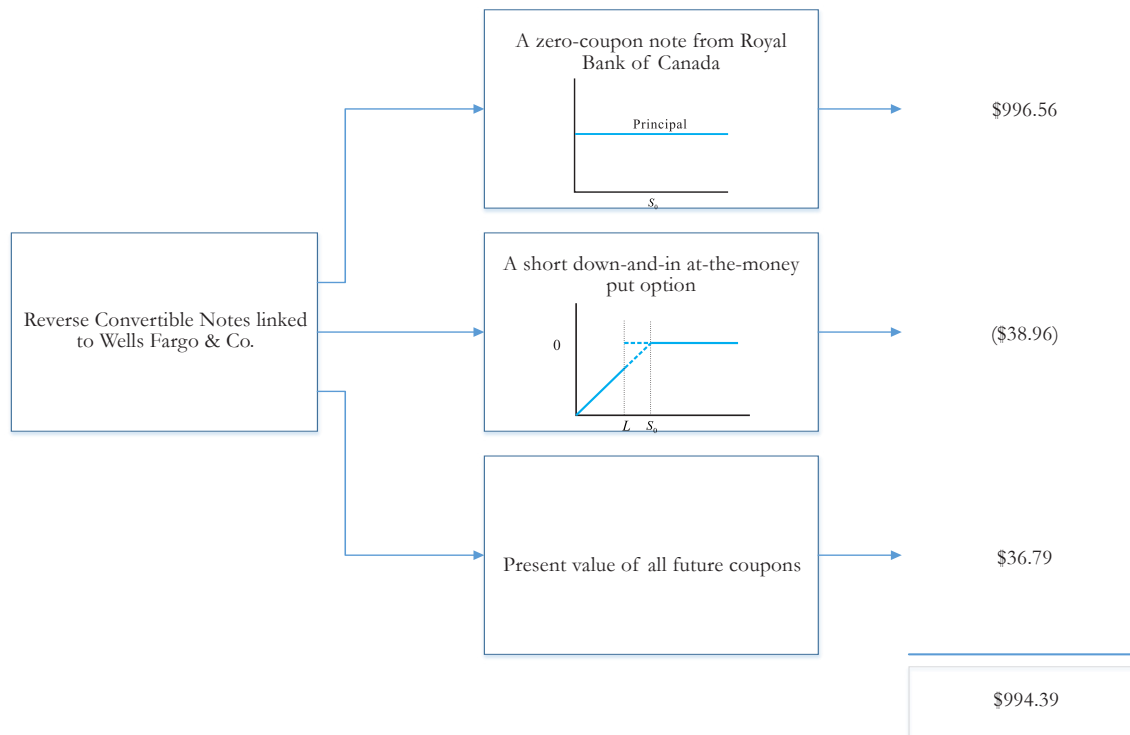 A zero-coupon note from Royal
Bank of Canada
Principal
S₀
$996.56
Reverse Convertible Notes linked
to Wells Fargo & Co.
A short down-and-in at-the-money
put option
0
L S₀
($38.96)
Present value of all future coupons
$36.79
$994.39